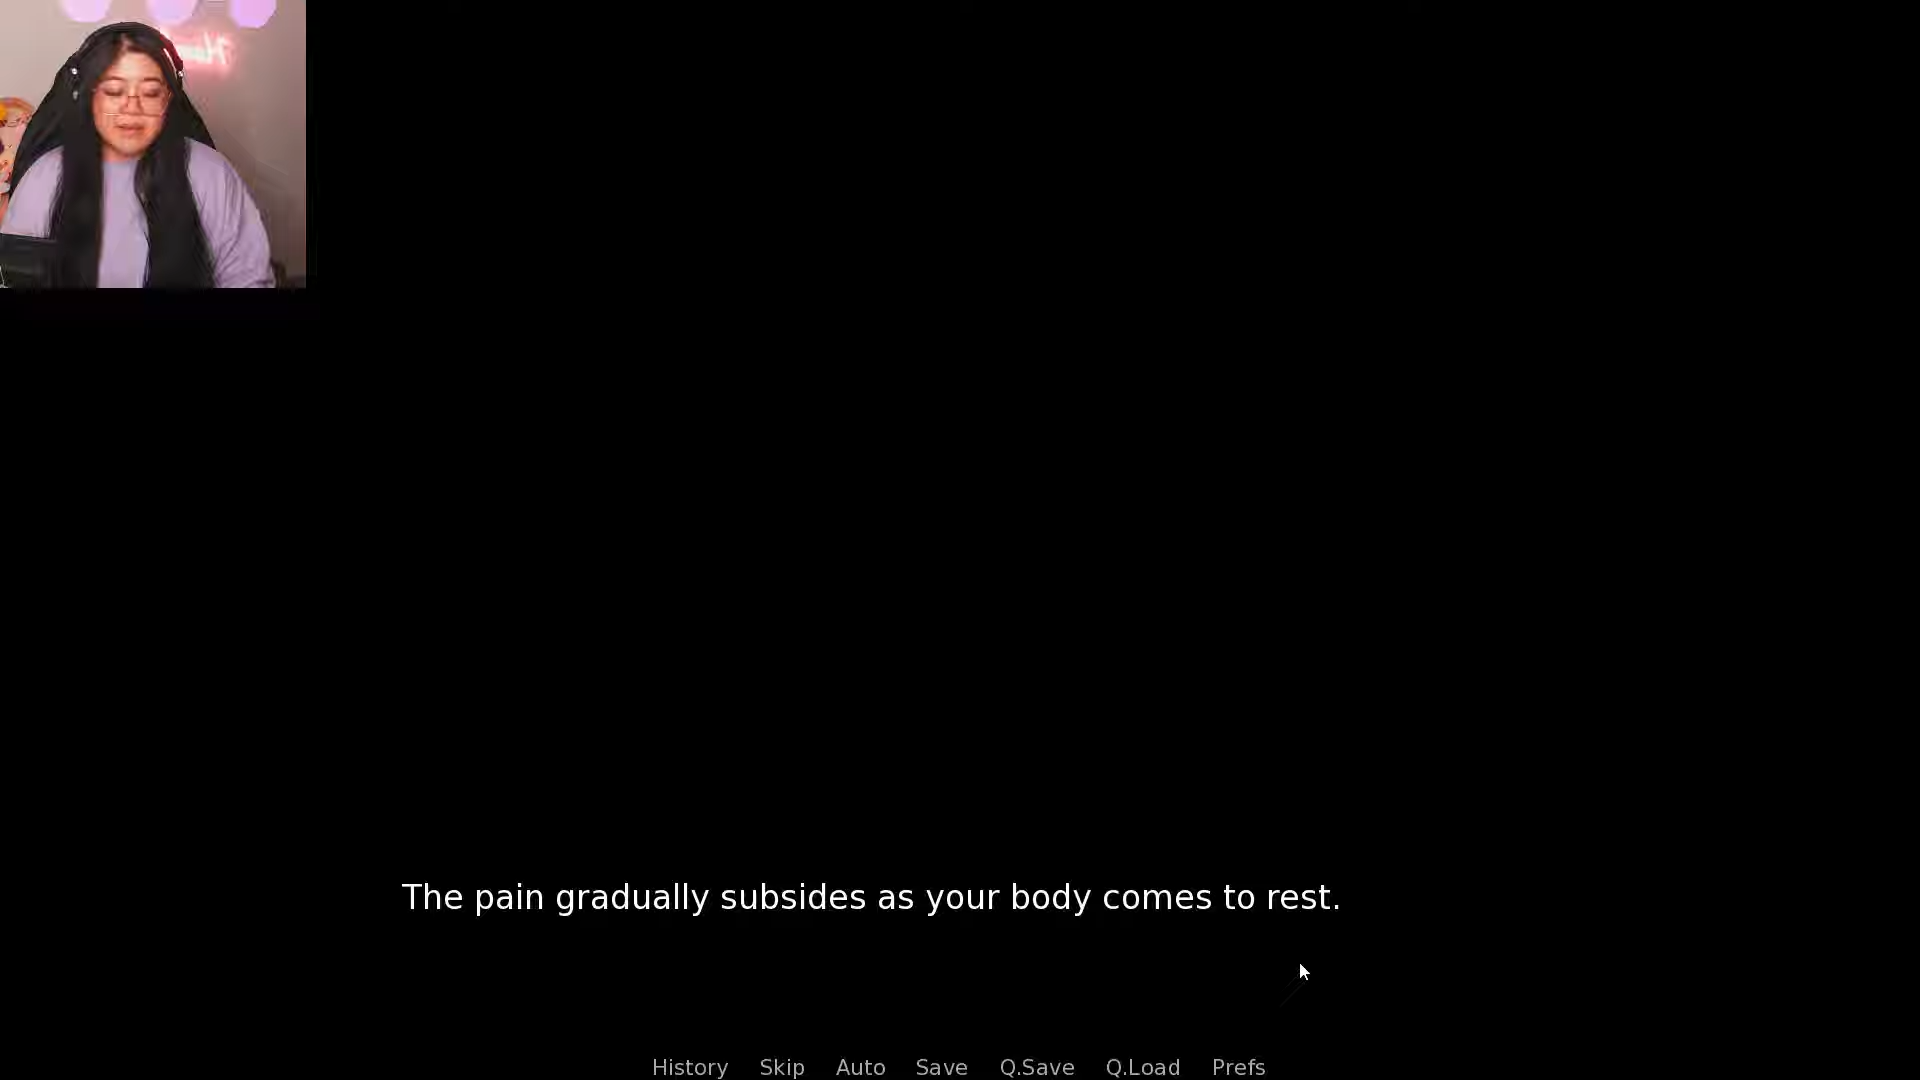 The pain gradually subsides as your body comes to rest.
History Skip Auto Save Q.Save Q.Load Prefs